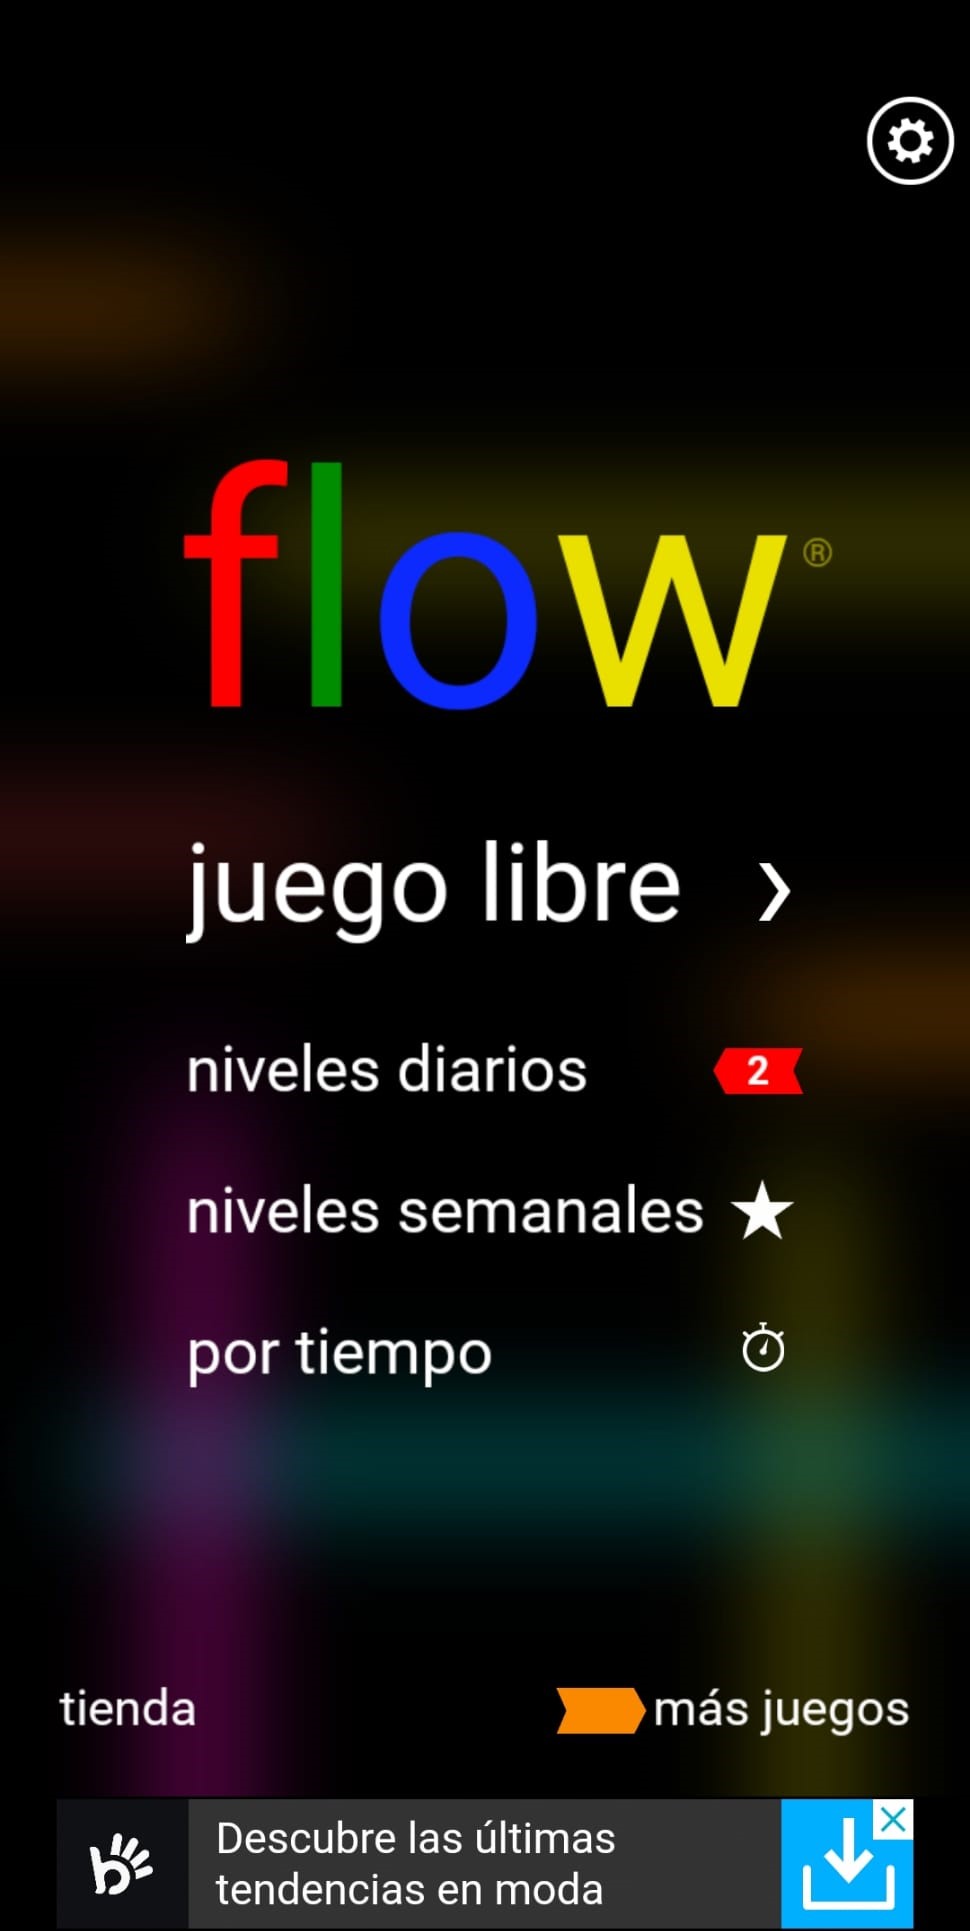 flow®
juego libre
niveles diarios 2
niveles semanales
por tiempo
tienda más juegos
b
Descubre las últimas
tendencias en moda